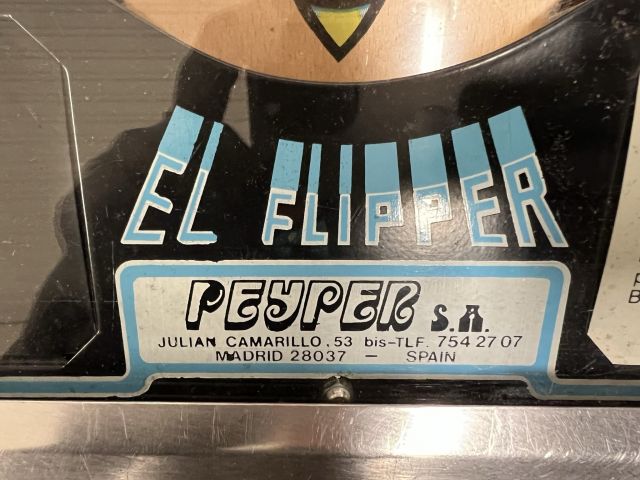 EL FLIPPER
PEYPER S.A.
JULIAN CAMARILLO, 53 bis-TLF. 754 27 07
MADRID 28037 - SPAIN
P
B